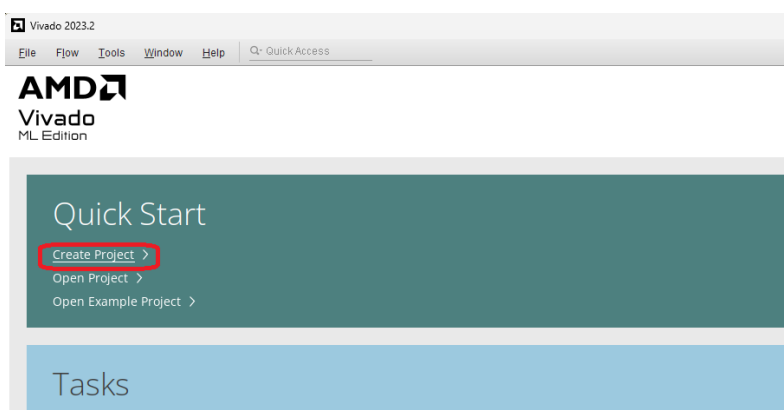 Vivado 2023.2
File Flow Tools Window Help Quick Access
AMD
Vivado
ML Edition
Quick Start
Create Project >
Open Project >
Open Example Project >
Tasks